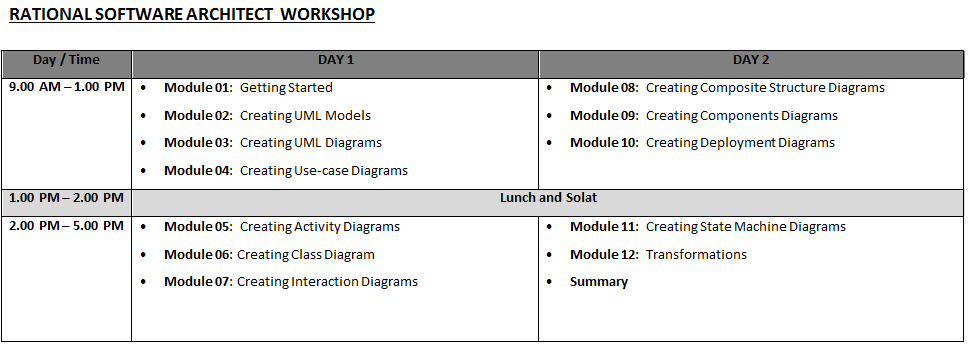 RATIONAL SOFTWARE ARCHITECT WORKSHOP
Day / Time DAY 1 DAY 2
9.00 AM – 1.00 PM
• Module 01: Getting Started
• Module 02: Creating UML Models
• Module 03: Creating UML Diagrams
• Module 04: Creating Use-case Diagrams
• Module 08: Creating Composite Structure Diagrams
• Module 09: Creating Components Diagrams
• Module 10: Creating Deployment Diagrams
1.00 PM – 2.00 PM Lunch and Solat
2.00 PM – 5.00 PM
• Module 05: Creating Activity Diagrams
• Module 06: Creating Class Diagram
• Module 07: Creating Interaction Diagrams
• Module 11: Creating State Machine Diagrams
• Module 12: Transformations
• Summary